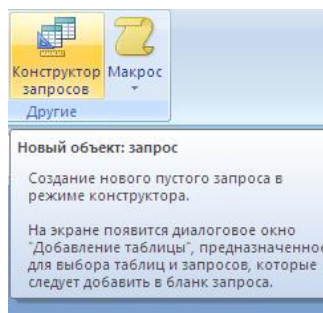 Конструктор запросов
Макрос
Другие
Новый объект: запрос
Создание нового пустого запроса в
режиме конструктора.
На экране появится диалоговое окно
"Добавление таблицы", предназначенное
для выбора таблиц и запросов, которые
следует добавить в бланк запроса.